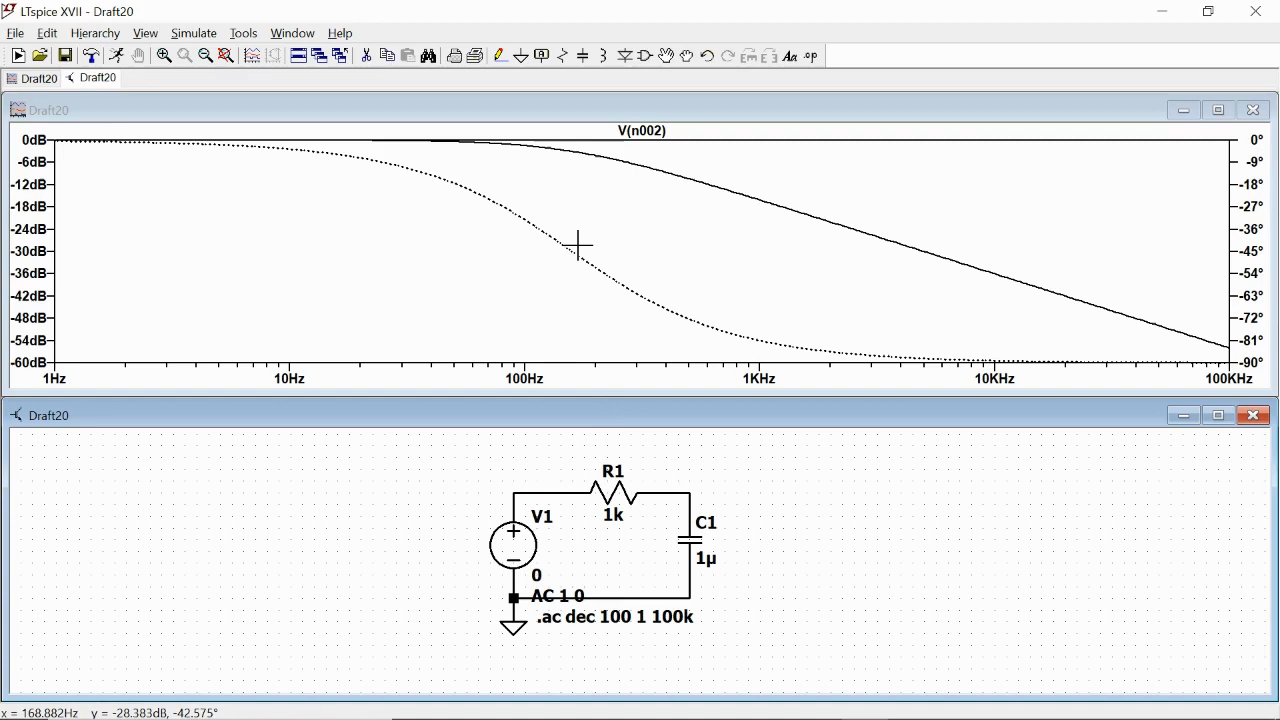 LTspice XVII - Draft20
File Edit Hierarchy View Simulate Tools Window Help
Draft20 Draft20
Draft20
V(n002)
0dB 0°
-6dB -9°
-12dB -18°
-18dB -27°
-24dB -36°
-30dB -45°
-36dB -54°
-42dB -63°
-48dB -72°
-54dB -81°
-60dB -90°
1Hz 10Hz 100Hz 1KHz 10KHz 100KHz
Draft20
R1
1k
V1
C1
1µ
0
AC 1 0
.ac dec 100 1 100k
x = 168.882Hz y = -28.383dB, -42.575°